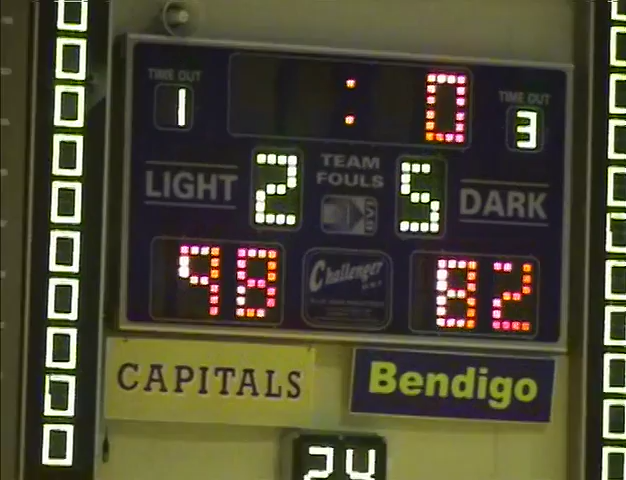 TIME OUT
1
: 0
TIME OUT
3
LIGHT
2
TEAM
FOULS
5
DARK
98
Challenger
82
CAPITALS
Bendigo
24